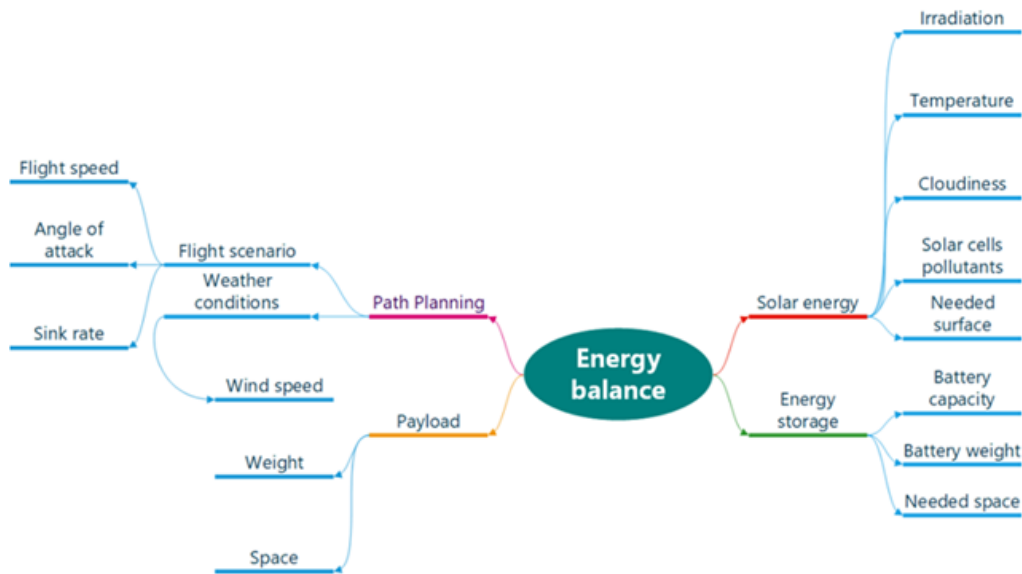 Irradiation
Temperature
Cloudiness
Solar cells
pollutants
Needed
surface
Solar energy
Energy
balance
Energy
storage
Battery
capacity
Battery weight
Needed space
Path Planning
Flight scenario
Flight speed
Angle of
attack
Sink rate
Weather
conditions
Wind speed
Payload
Weight
Space